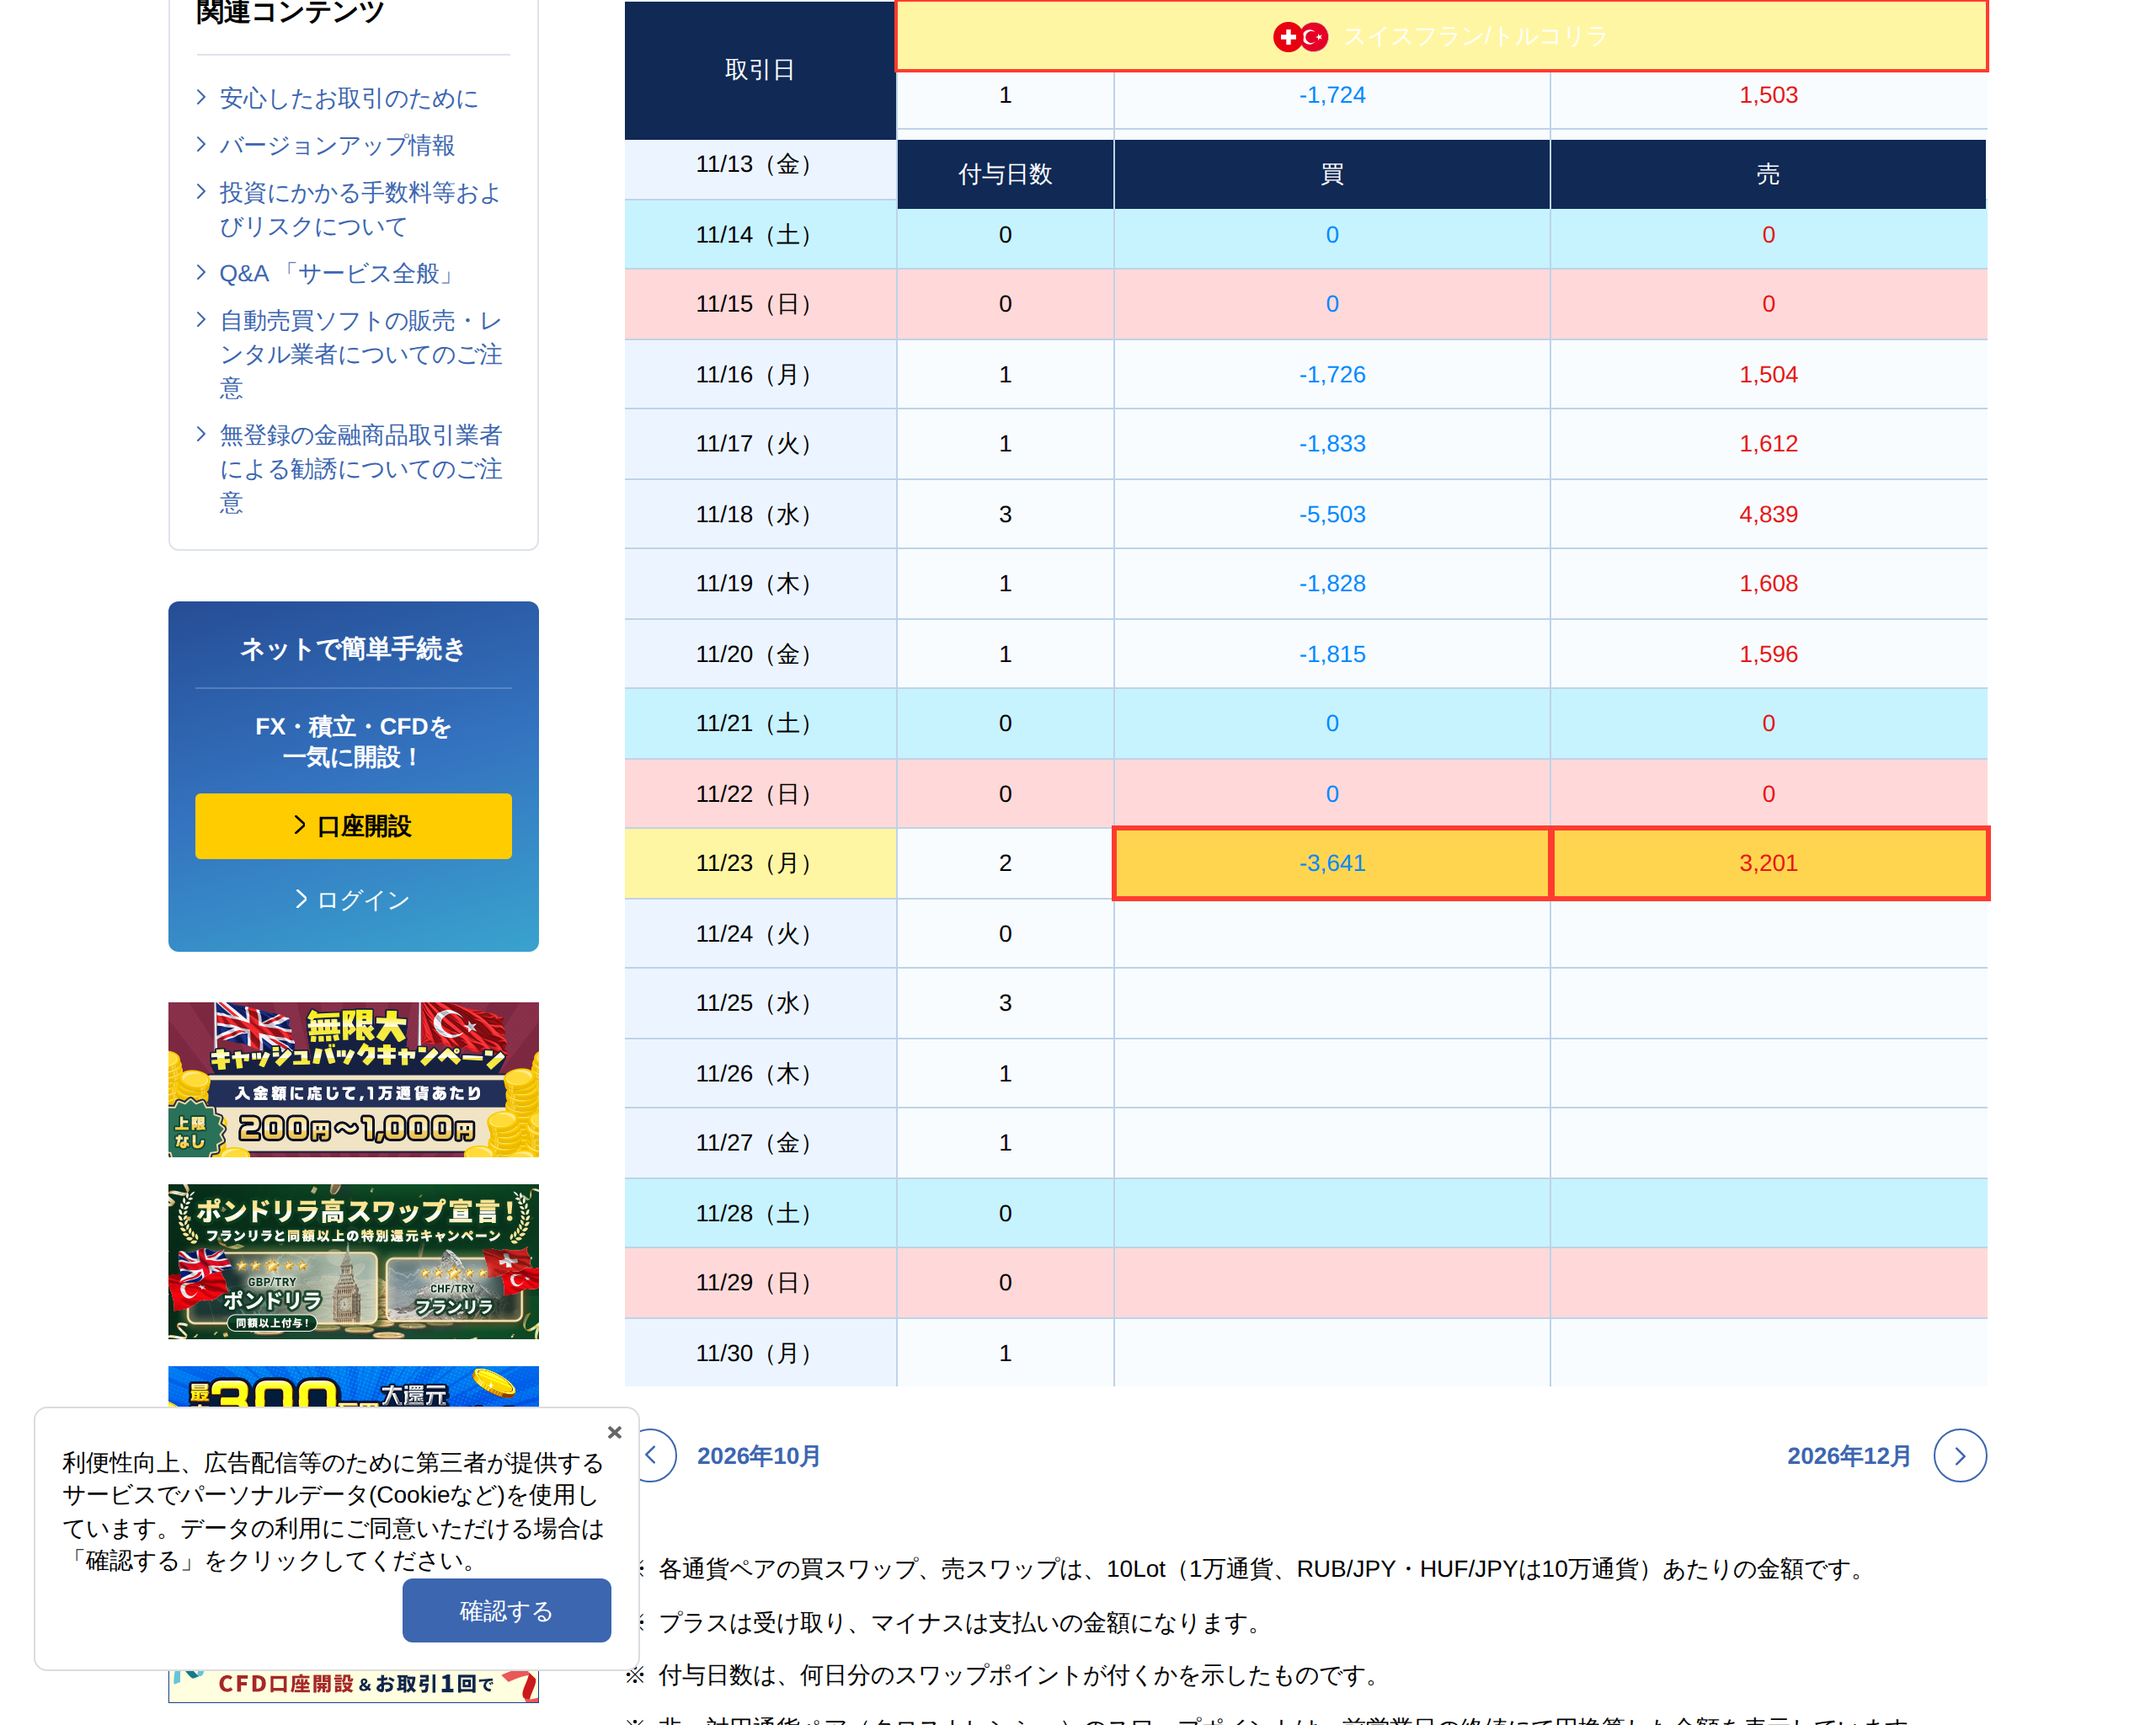 関連コンテンツ
安心したお取引のために
バージョンアップ情報
投資にかかる手数料等およ
びリスクについて
Q&A 「サービス全般」
自動売買ソフトの販売・レ
ンタル業者についてのご注
意
無登録の金融商品取引業者
による勧誘についてのご注
意
ネットで簡単手続き
FX・積立・CFDを
一気に開設！
口座開設
ログイン
無限大
キャッシュバックキャンペーン
入金額に応じて,1万通貨あたり
上限
なし
200円～1,000円
ポンドリラ高スワップ宣言！
フランリラと同額以上の特別還元キャンペーン
GBP/TRY
ポンドリラ
同額以上付与！
CHF/TRY
フランリラ
300
大還元
×
利便性向上、広告配信等のために第三者が提供する
サービスでパーソナルデータ(Cookieなど)を使用し
ています。データの利用にご同意いただける場合は
「確認する」をクリックしてください。
確認する
CFD口座開設&お取引1回で
取引日
スイスフラン/トルコリラ
1 -1,724 1,503
11/13（金） 付与日数 買 売
11/14（土） 0 0 0
11/15（日） 0 0 0
11/16（月） 1 -1,726 1,504
11/17（火） 1 -1,833 1,612
11/18（水） 3 -5,503 4,839
11/19（木） 1 -1,828 1,608
11/20（金） 1 -1,815 1,596
11/21（土） 0 0 0
11/22（日） 0 0 0
11/23（月） 2 -3,641 3,201
11/24（火） 0
11/25（水） 3
11/26（木） 1
11/27（金） 1
11/28（土） 0
11/29（日） 0
11/30（月） 1
2026年10月
2026年12月
※ 各通貨ペアの買スワップ、売スワップは、10Lot（1万通貨、RUB/JPY・HUF/JPYは10万通貨）あたりの金額です。
※ プラスは受け取り、マイナスは支払いの金額になります。
※ 付与日数は、何日分のスワップポイントが付くかを示したものです。